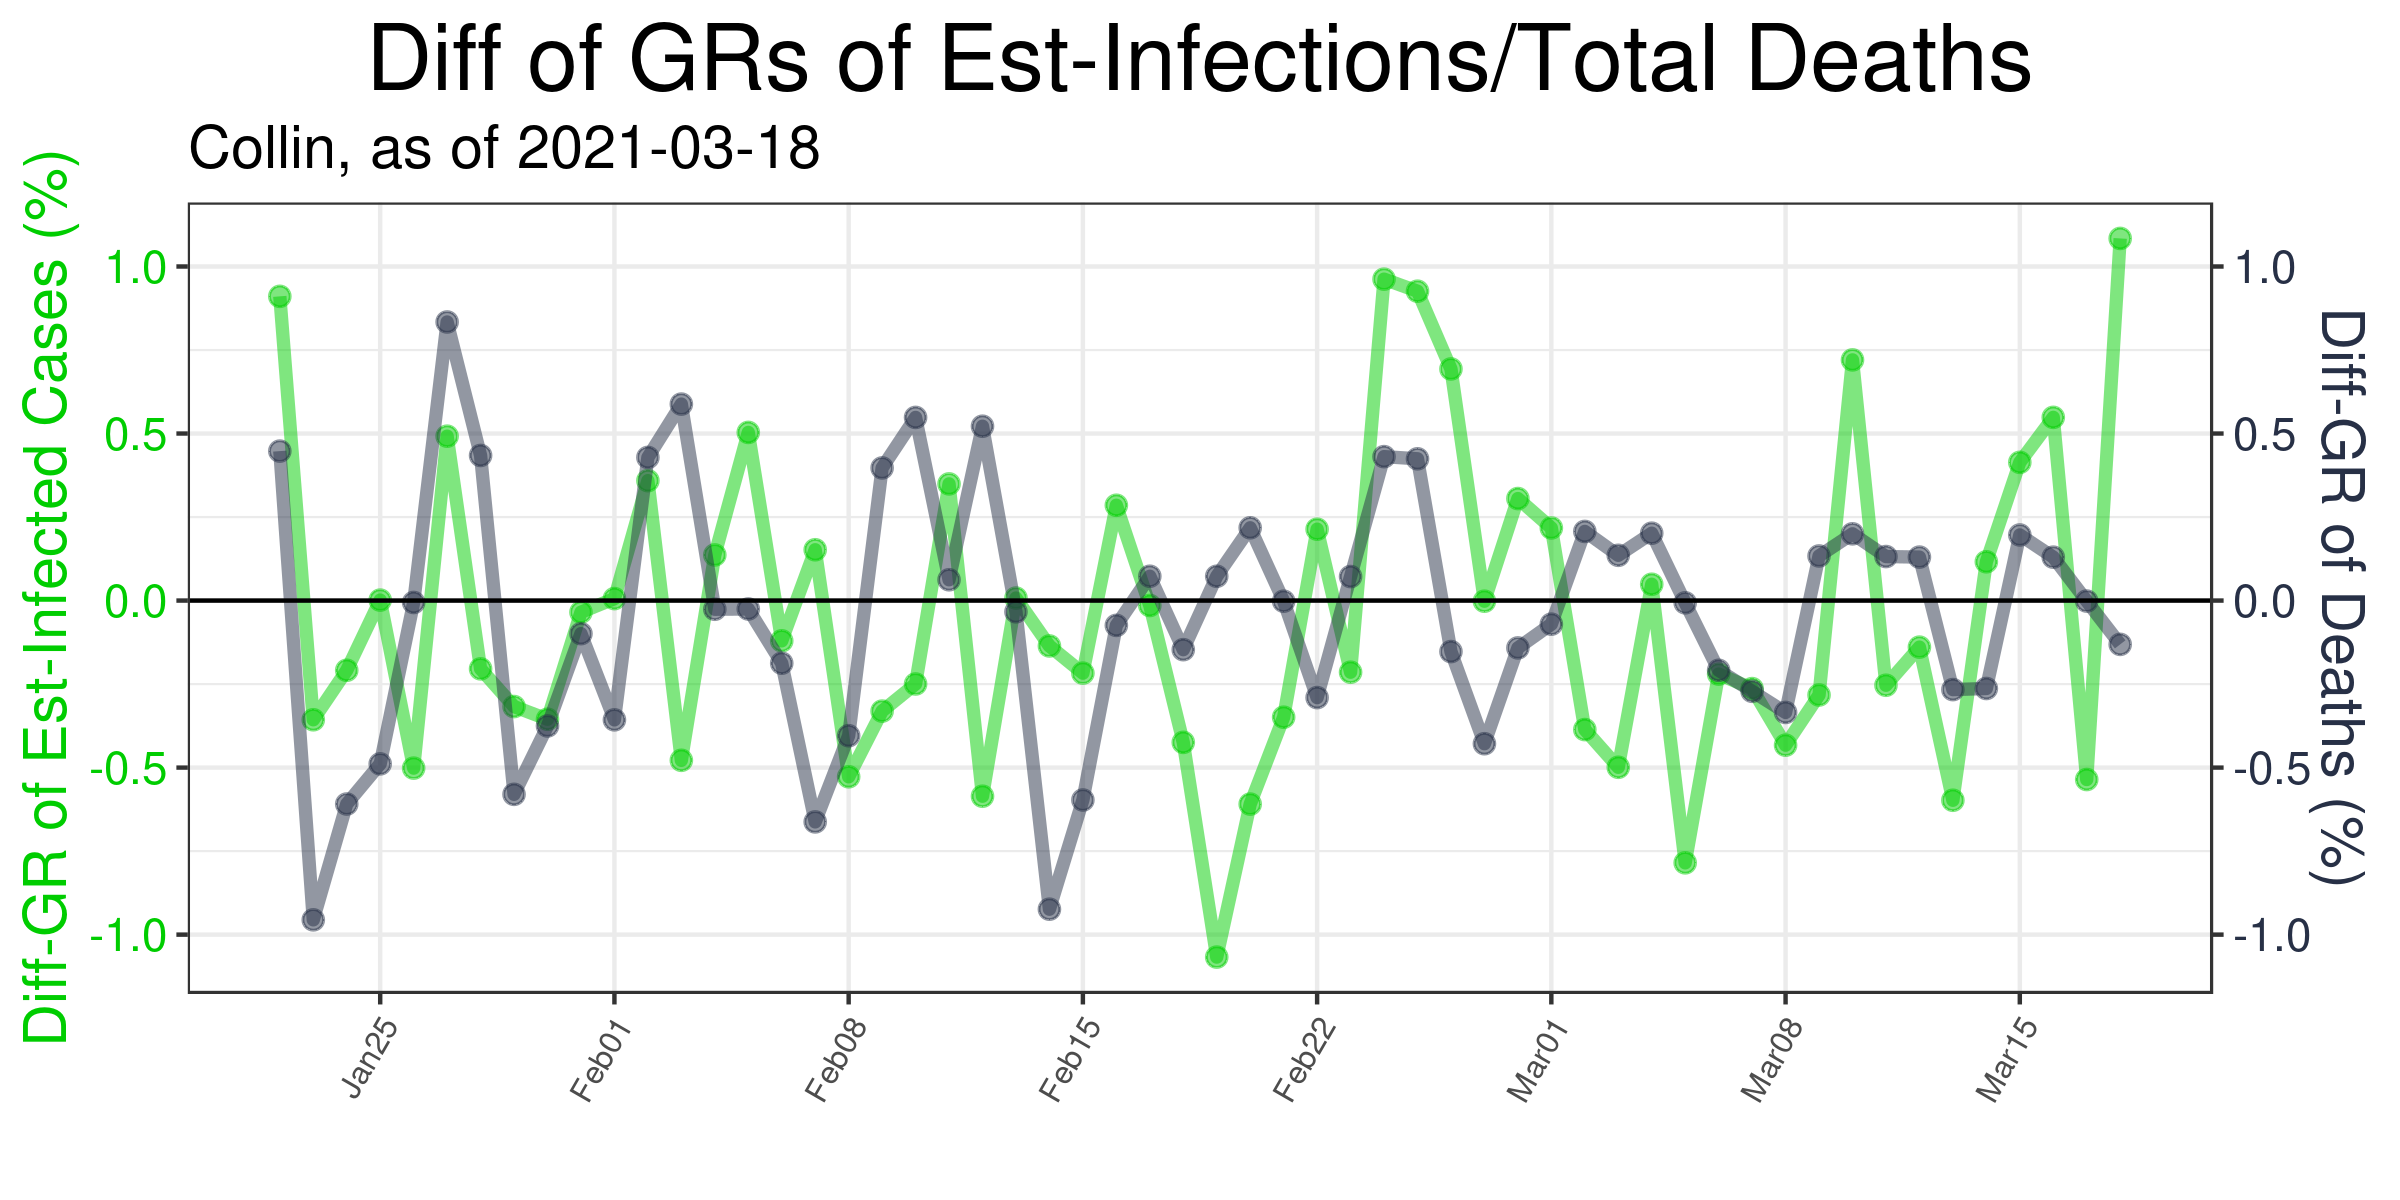 Diff of GRs of Est-Infections/Total Deaths
Collin, as of 2021-03-18
Diff-GR of Est-Infected Cases (%)
1.0
0.5
0.0
-0.5
-1.0
1.0
0.5
0.0
-0.5
-1.0
Diff-GR of Deaths (%)
Jan25
Feb01
Feb08
Feb15
Feb22
Mar01
Mar08
Mar15